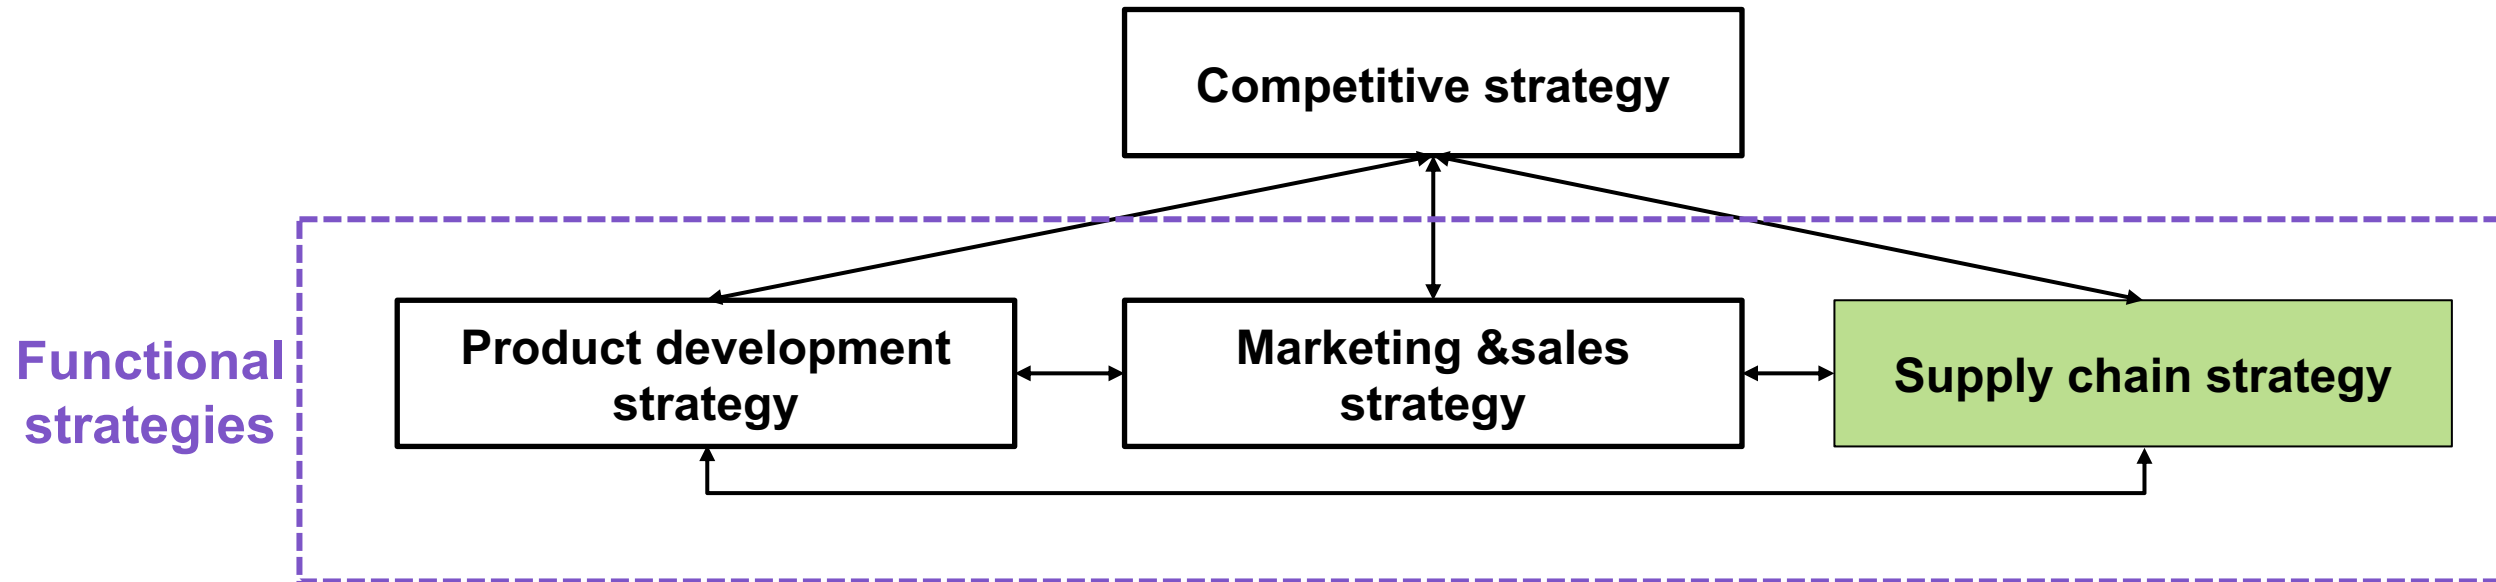 Competitive strategy
Functional
strategies
Product development
strategy
Marketing &sales
strategy
Supply chain strategy